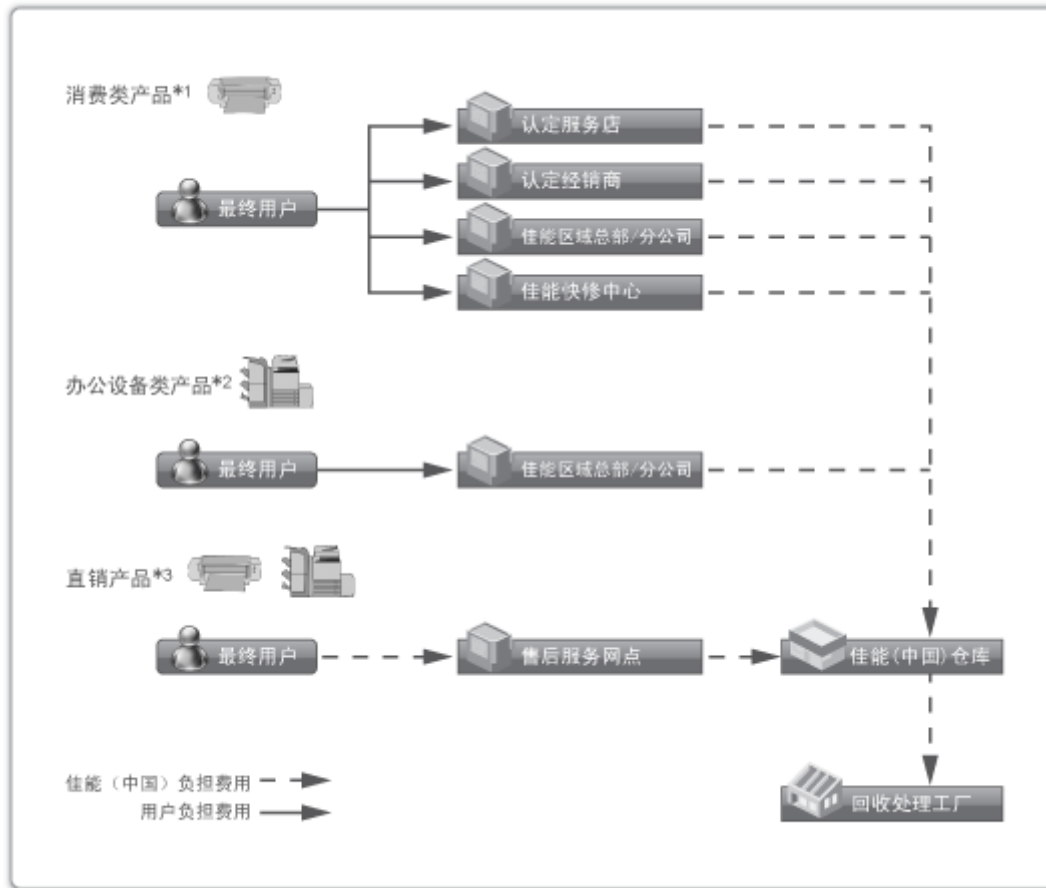 消费类产品*1
认定服务店
认定经销商
最终用户
佳能区域总部/分公司
佳能快修中心
办公设备类产品*2
最终用户
佳能区域总部/分公司
直销产品*3
最终用户
售后服务网点
佳能(中国)仓库
佳能（中国）负担费用
用户负担费用
回收处理工厂